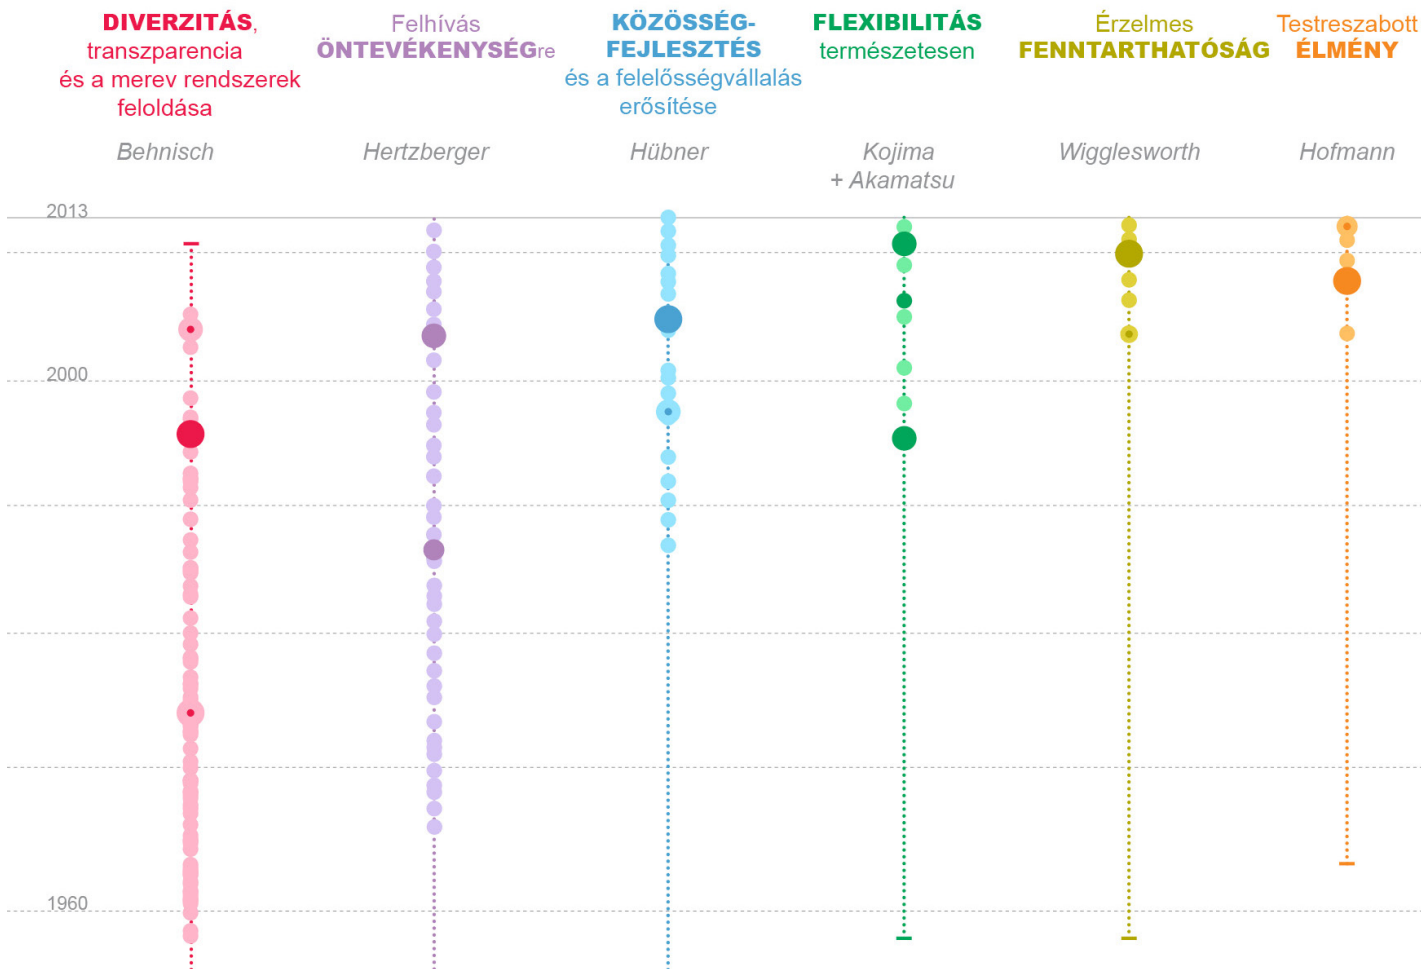 DIVERZITÁS,
transzparencia
és a merev rendszerek
feloldása
Felhívás
ÖNTEVÉKENYSÉGre
KÖZÖSSÉG-
FEJLESZTÉS
és a felelősségvállalás
erősítése
FLEXIBILITÁS
természetesen
Érzelmes
FENNTARTHATÓSÁG
Testreszabott
ÉLMÉNY
Behnisch
Hertzberger
Hübner
Kojima
+ Akamatsu
Wigglesworth
Hofmann
2013
2000
1960